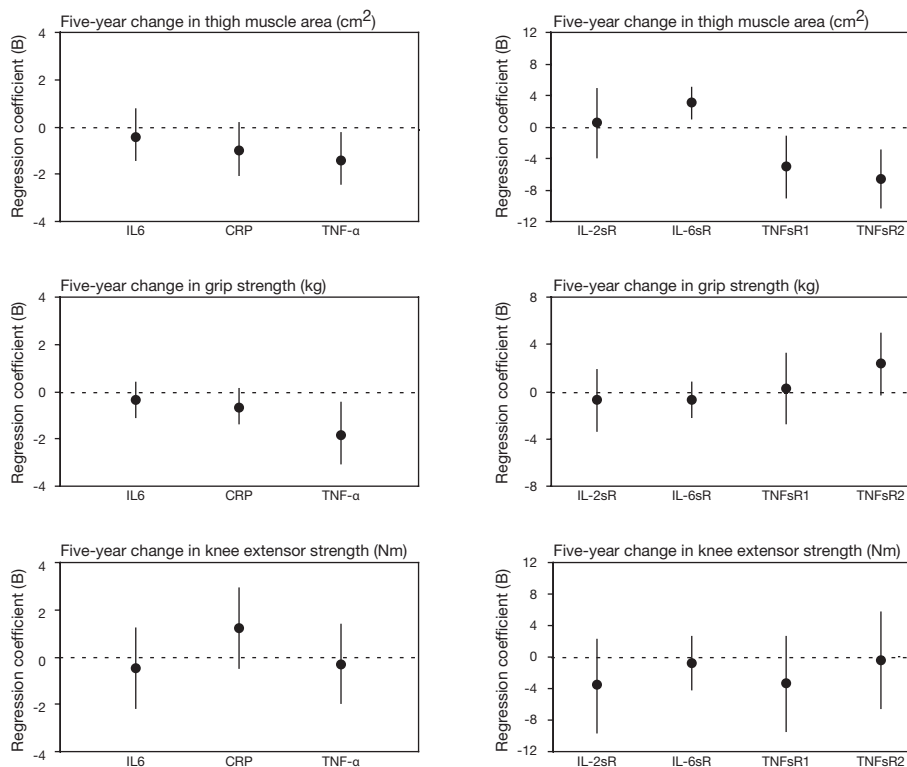 Five-year change in thigh muscle area (cm²)
Regression coefficient (B)
4
2
0
-2
-4
IL6 CRP TNF-α
Five-year change in thigh muscle area (cm²)
Regression coefficient (B)
12
8
4
0
-4
-8
-12
IL-2sR IL-6sR TNFsR1 TNFsR2
Five-year change in grip strength (kg)
Regression coefficient (B)
4
2
0
-2
-4
IL6 CRP TNF-α
Five-year change in grip strength (kg)
Regression coefficient (B)
8
4
0
-4
-8
IL-2sR IL-6sR TNFsR1 TNFsR2
Five-year change in knee extensor strength (Nm)
Regression coefficient (B)
4
2
0
-2
-4
IL6 CRP TNF-α
Five-year change in knee extensor strength (Nm)
Regression coefficient (B)
12
8
4
0
-4
-8
-12
IL-2sR IL-6sR TNFsR1 TNFsR2